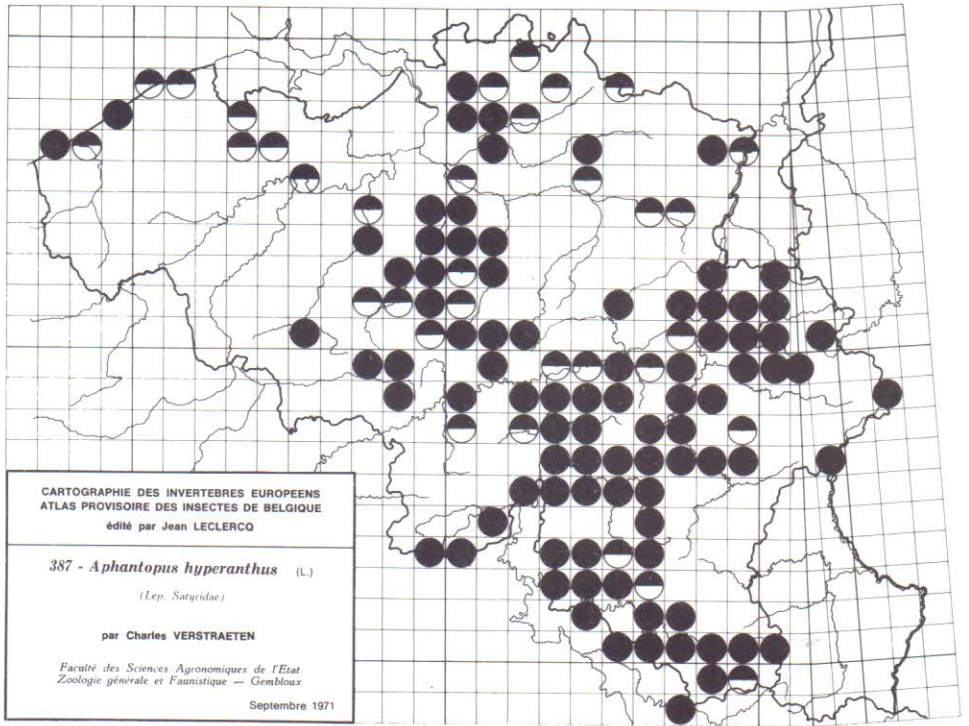 CARTOGRAPHIE DES INVERTEBRES EUROPEENS
ATLAS PROVISOIRE DES INSECTES DE BELGIQUE
édité par Jean LECLERCQ
387 - Aphantopus hyperanthus (L.)
(Lep. Satyridae)
par Charles VERSTRAETEN
Faculté des Sciences Agronomiques de l'Etat
Zoologie générale et Faunistique — Gembloux
Septembre 1971